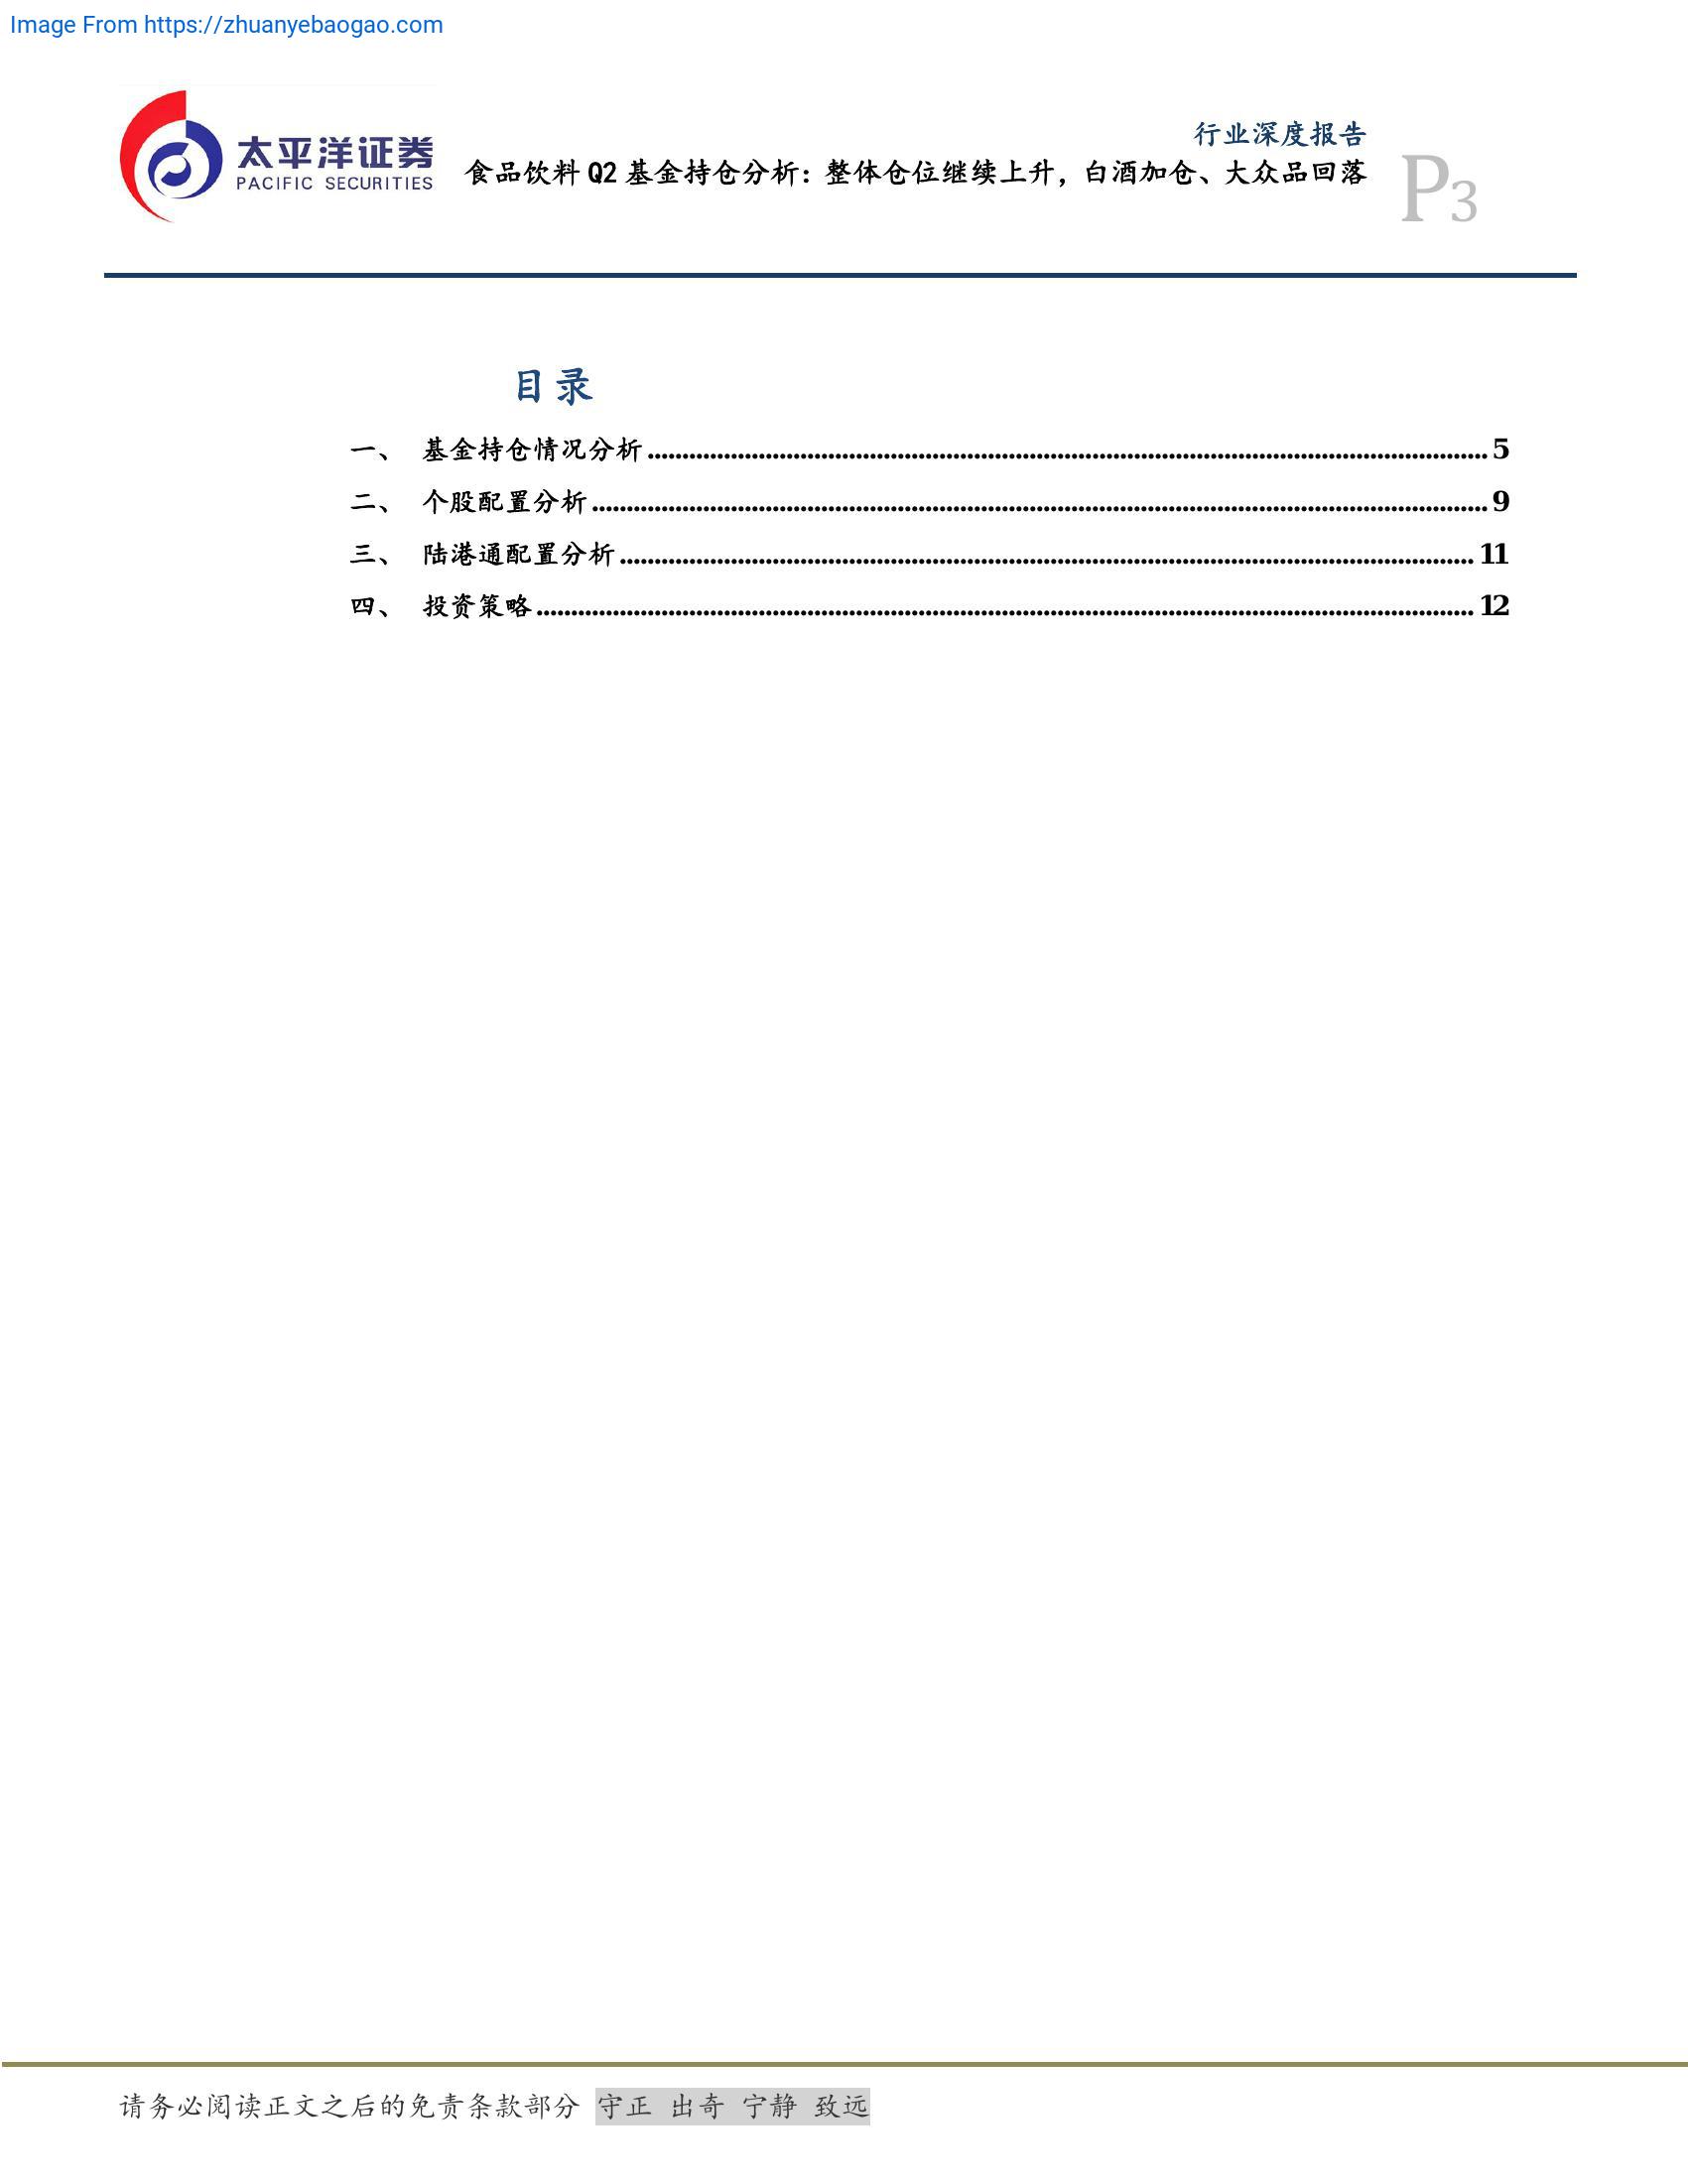 Image From https://zhuanyebaogao.com
太平洋证券
PACIFIC SECURITIES
行业深度报告
食品饮料 Q2 基金持仓分析：整体仓位继续上升，白酒加仓、大众品回落
P3
目录
一、 基金持仓情况分析........................................ 5
二、 个股配置分析........................................ 9
三、 陆港通配置分析........................................ 11
四、 投资策略........................................ 12
请务必阅读正文之后的免责条款部分 守正 出奇 宁静 致远